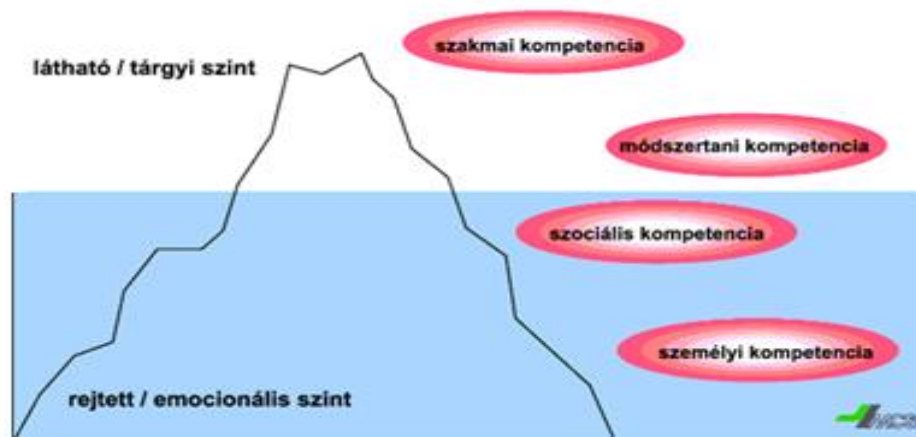 szakmai kompetencia
látható / tárgyi szint
módszertani kompetencia
szociális kompetencia
személyi kompetencia
rejtett / emocionális szint